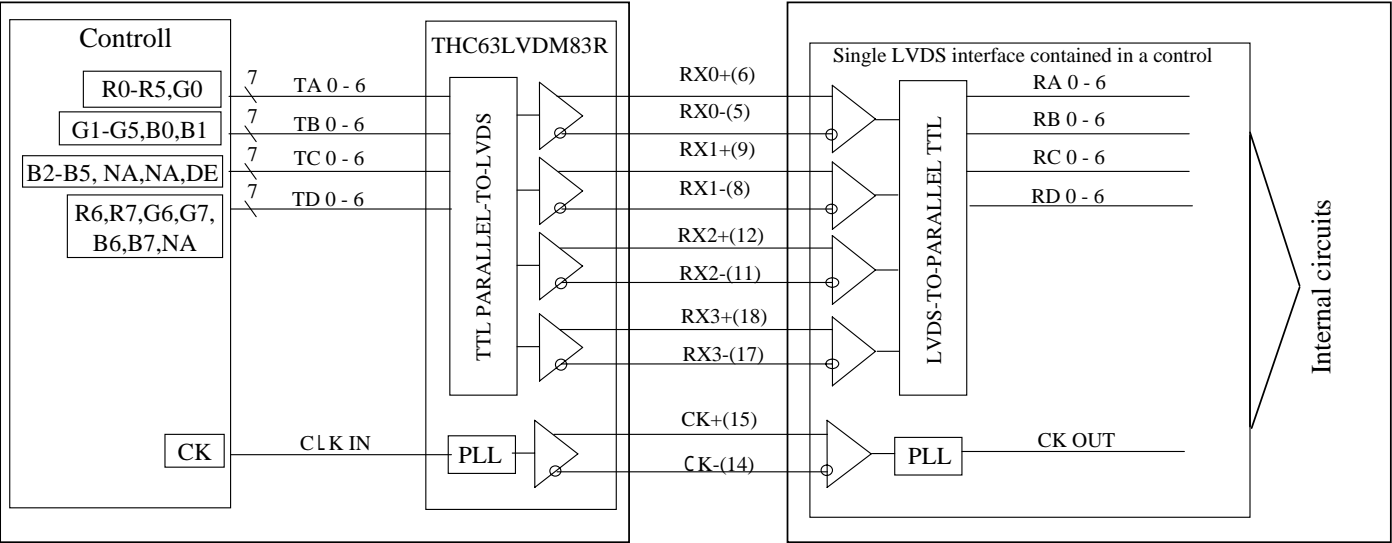 Controll
R0-R5,G0
G1-G5,B0,B1
B2-B5, NA,NA,DE
R6,R7,G6,G7,
B6,B7,NA
CK
7
TA 0 - 6
7
TB 0 - 6
7
TC 0 - 6
7
TD 0 - 6
CLK IN
THC63LVDM83R
TTL PARALLEL-TO-LVDS
PLL
RX0+(6)
RX0-(5)
RX1+(9)
RX1-(8)
RX2+(12)
RX2-(11)
RX3+(18)
RX3-(17)
CK+(15)
CK-(14)
Single LVDS interface contained in a control
LVDS-TO-PARALLEL TTL
PLL
RA 0 - 6
RB 0 - 6
RC 0 - 6
RD 0 - 6
CK OUT
Internal circuits